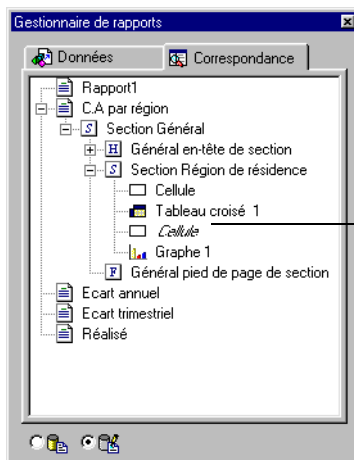 Gestionnaire de rapports
Données Correspondance
Rapport1
C.A par région
S Section Général
H Général en-tête de section
S Section Région de résidence
Cellule
Tableau croisé 1
Cellule
Graphe 1
F Général pied de page de section
Ecart annuel
Ecart trimestriel
Réalisé